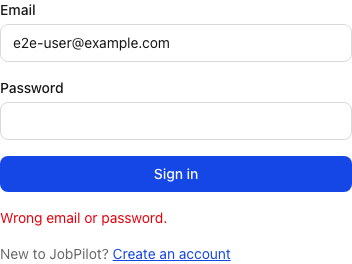 Email
e2e-user@example.com
Password
Sign in
Wrong email or password.
New to JobPilot? Create an account